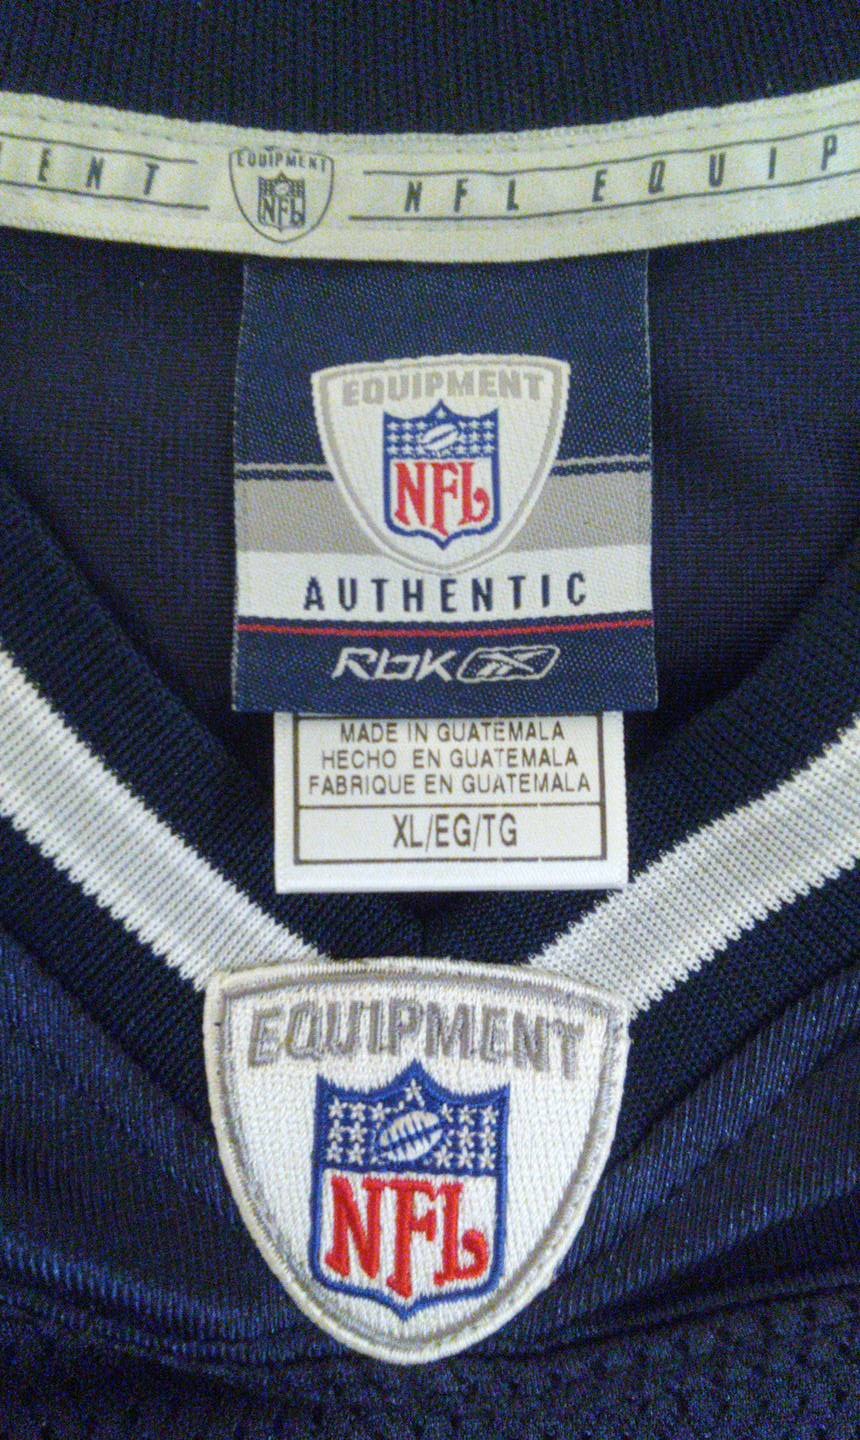 ENT EQUIPMENT NFL NFL EQUIP
EQUIPMENT
NFL
AUTHENTIC
RbK
MADE IN GUATEMALA
HECHO EN GUATEMALA
FABRIQUE EN GUATEMALA
XL/EG/TG
EQUIPMENT
NFL